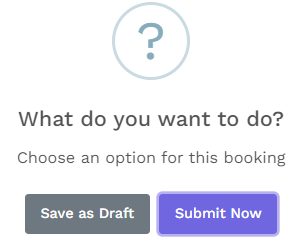 ?
What do you want to do?
Choose an option for this booking
Save as Draft
Submit Now